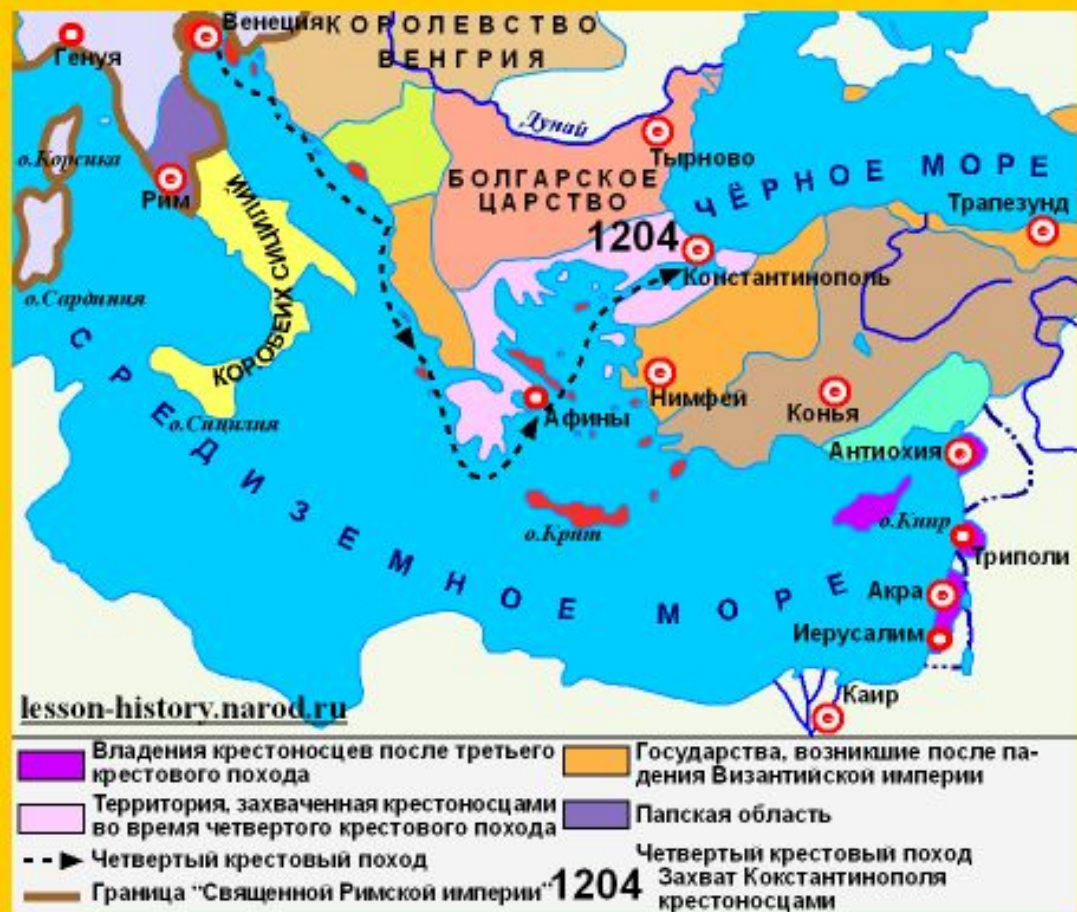 Венеция
КОРОЛЕВСТВО
ВЕНГРИЯ
Генуя
Дунай
о.Корсика
Тырново
Рим
БОЛГАРСКОЕ
ЦАРСТВО
ЧЁРНОЕ МОРЕ
Трапезунд
1204
Константинополь
о.Сардиния
КОРОБЕИХ СИЦИЛИЙ
Нимфей
Афины
Конья
о.Сицилия
СРЕДИЗЕМНОЕ МОРЕ
Антиохия
о.Кипр
о.Крит
Триполи
Акра
Иерусалим
Каир
lesson-history.narod.ru
Владения крестоносцев после третьего
крестового похода
Территория, захваченная крестоносцами
во время четвертого крестового похода
Четвертый крестовый поход
Граница "Священной Римской империи"
Государства, возникшие после па-
дения Византийской империи
Папская область
1204 Четвертый крестовый поход
Захват Кокстантинополя
крестоносцами